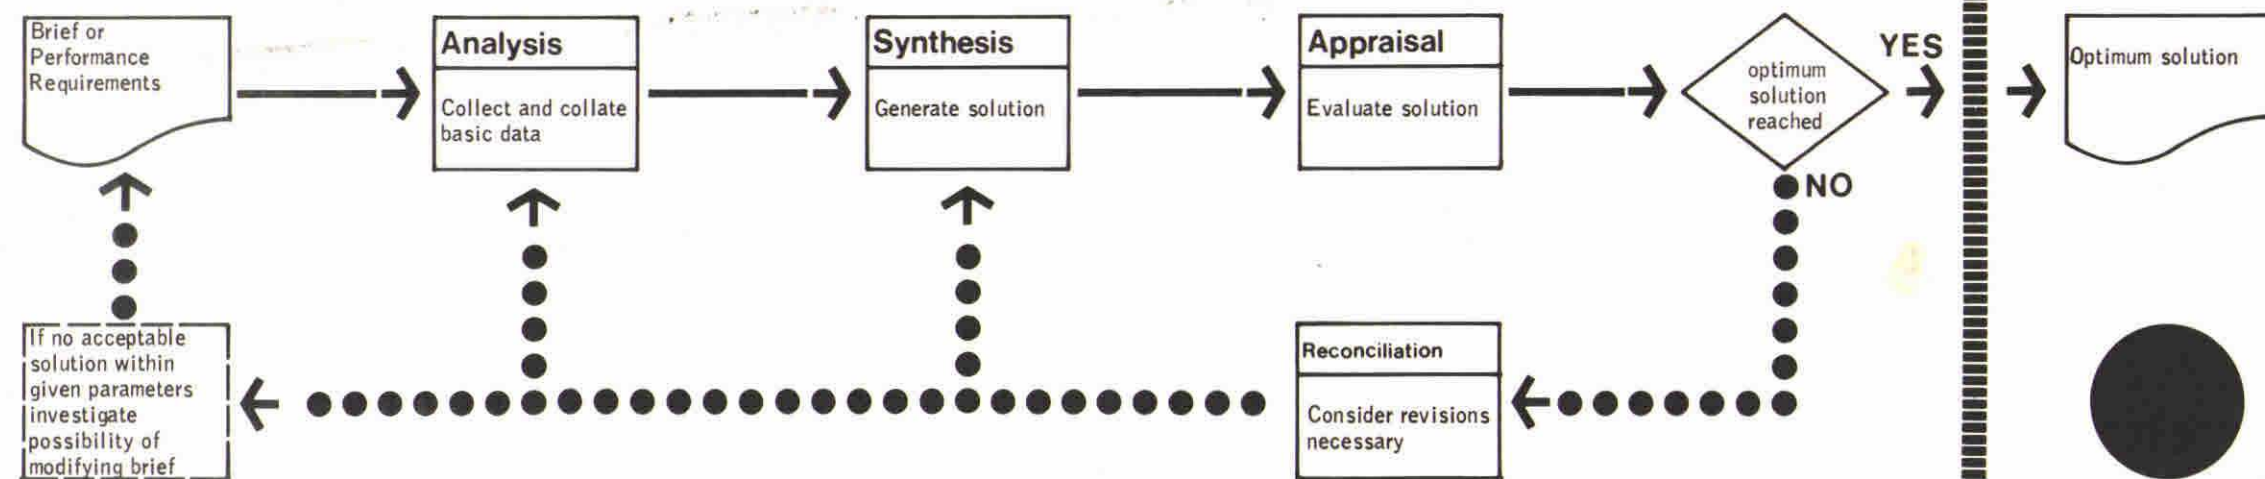 Brief or
Performance
Requirements
Analysis
Collect and collate
basic data
Synthesis
Generate solution
Appraisal
Evaluate solution
optimum
solution
reached
YES
NO
Optimum solution
If no acceptable
solution within
given parameters
investigate
possibility of
modifying brief
Reconciliation
Consider revisions
necessary